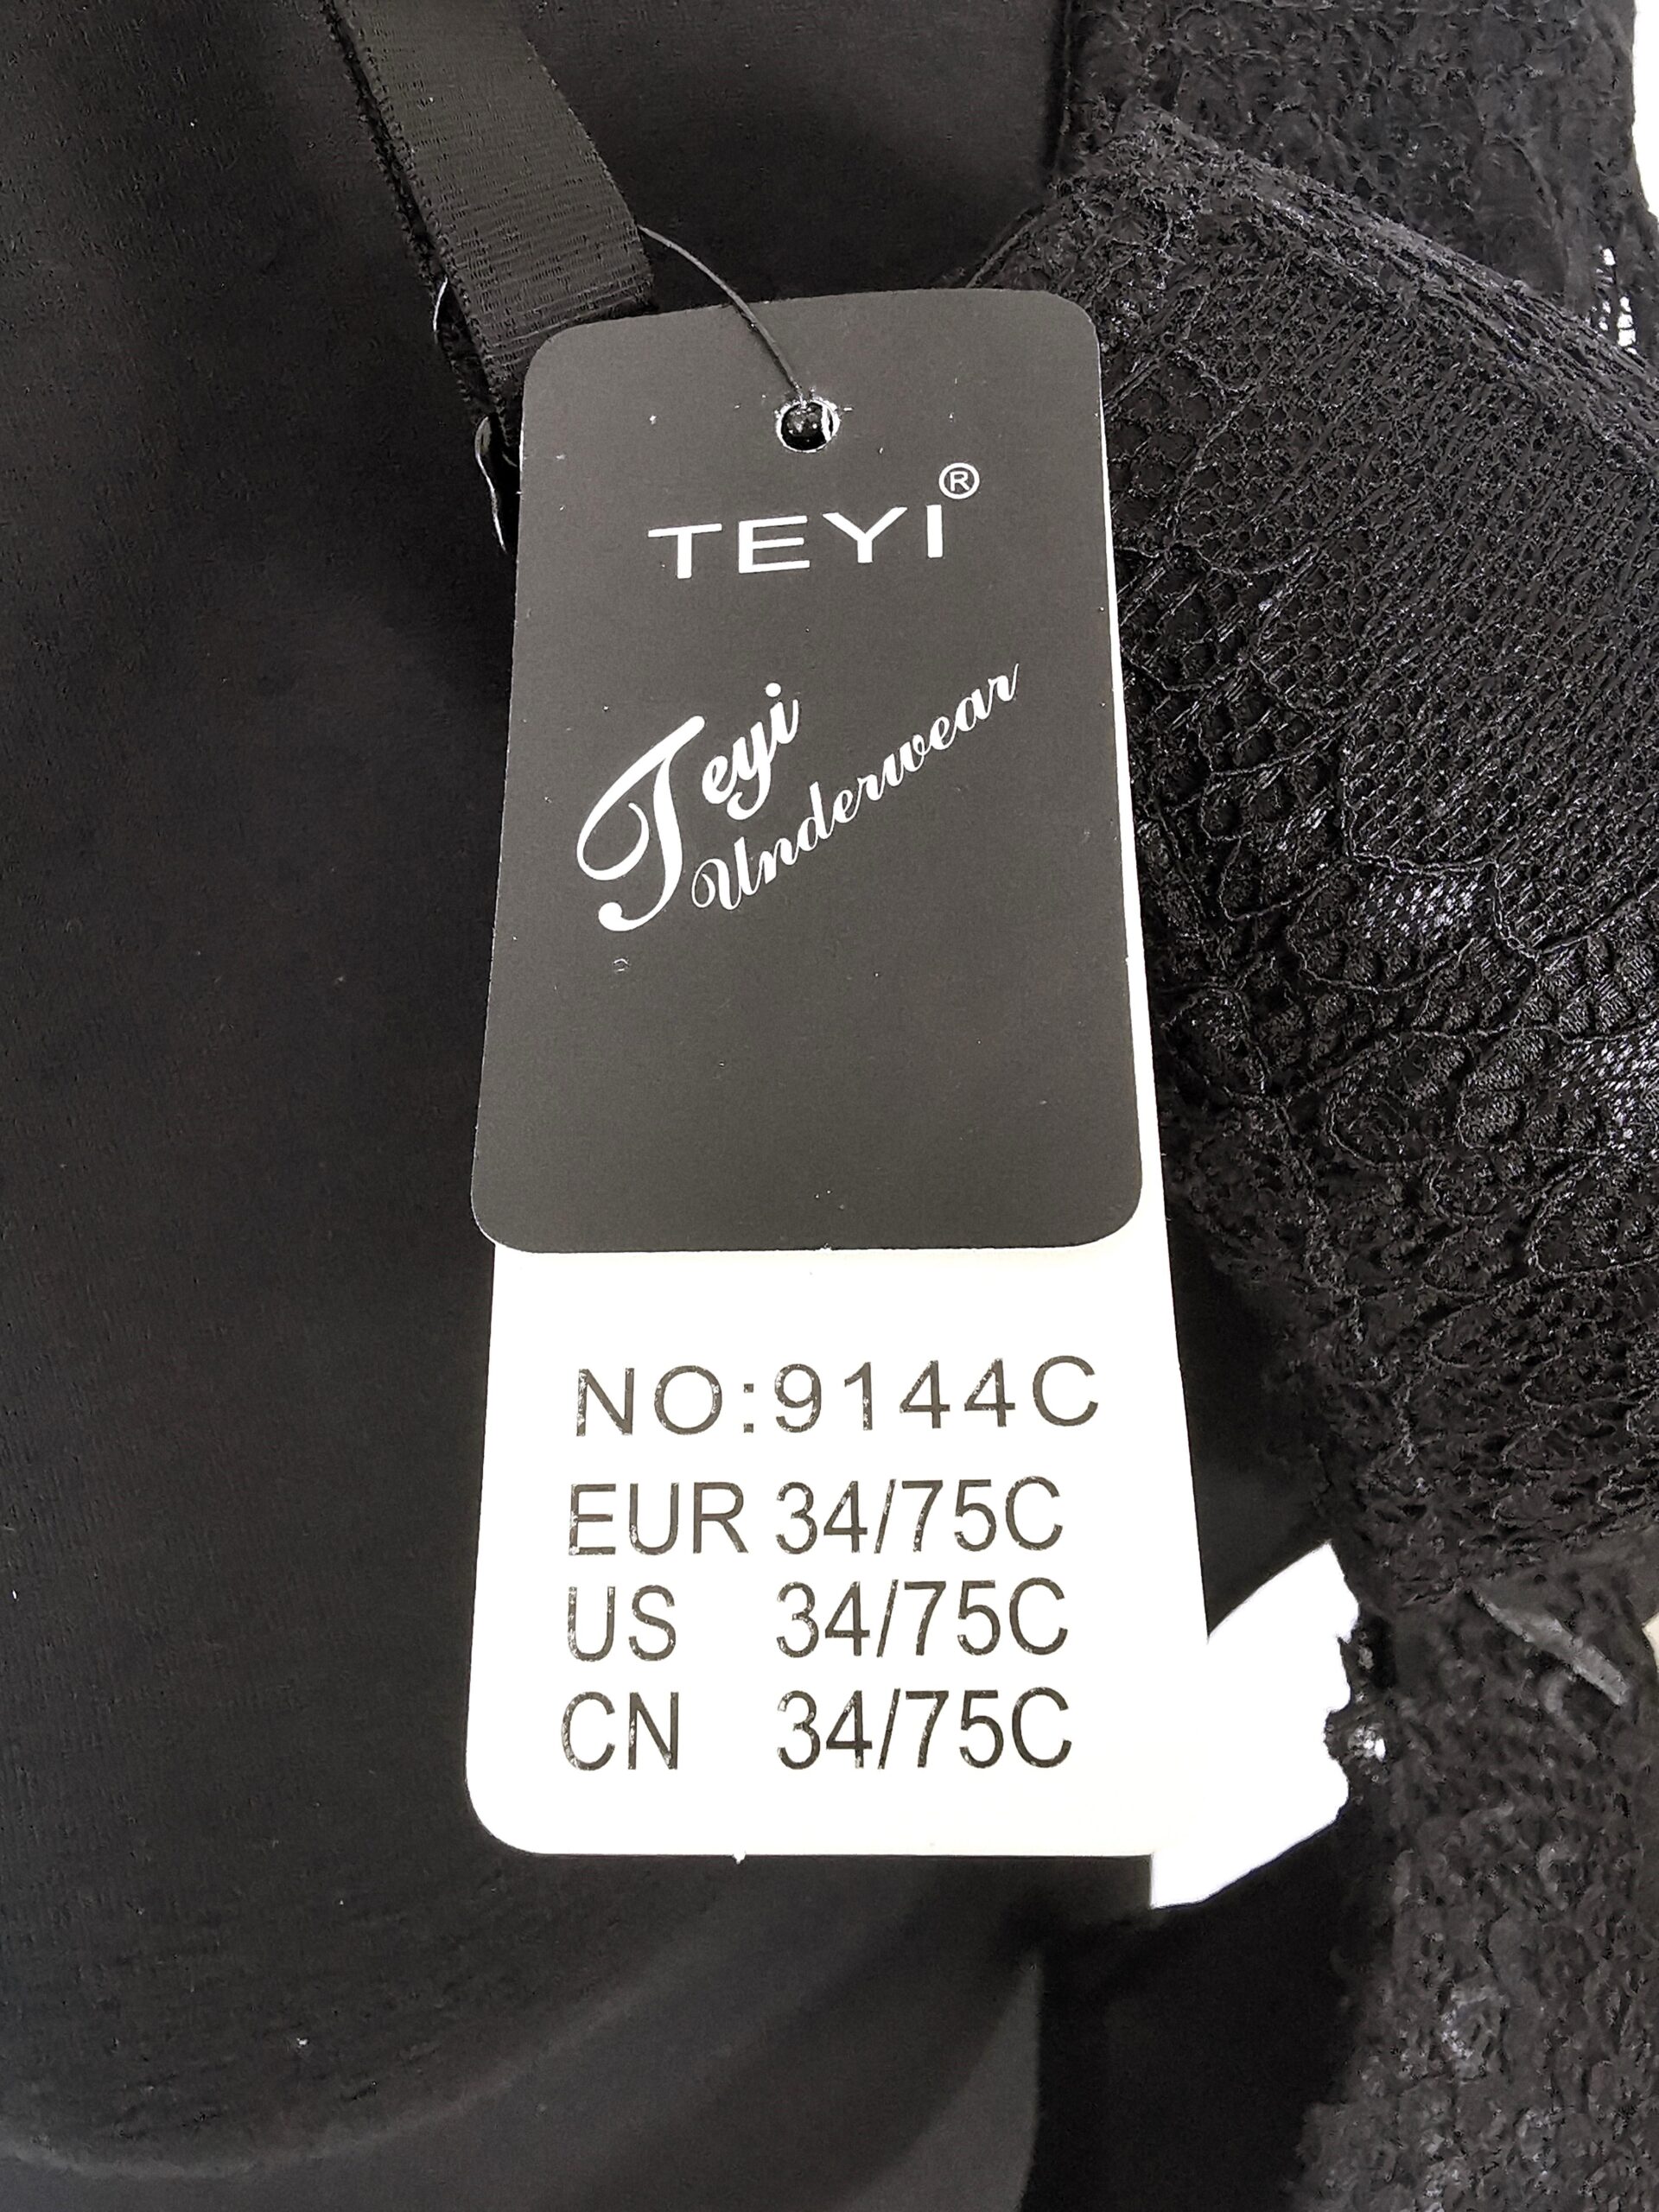 TEYI®
Teyi
Underwear
NO:9144C
EUR 34/75C
US 34/75C
CN 34/75C